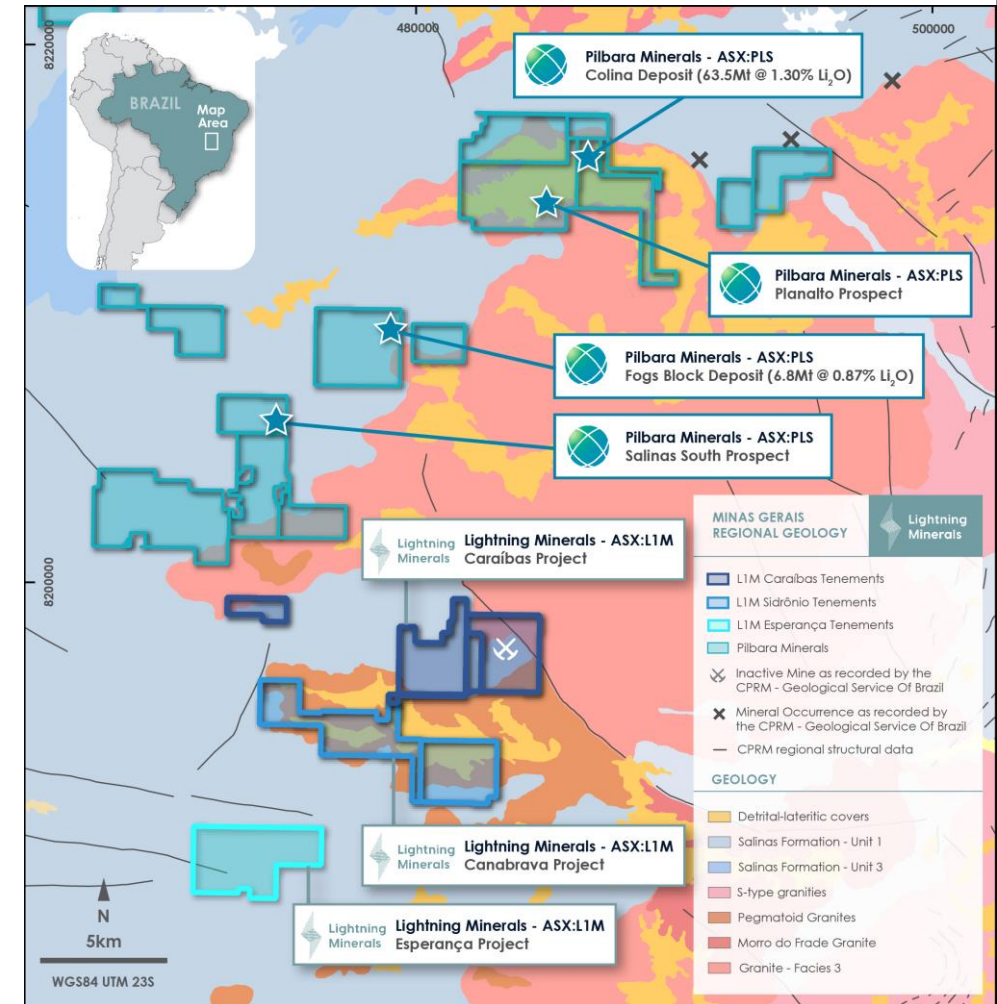 480000
500000
8220000
8200000
BRAZIL
Map
Area
Pilbara Minerals - ASX:PLS
Colina Deposit (63.5Mt @ 1.30% Li₂O)
Pilbara Minerals - ASX:PLS
Planalto Prospect
Pilbara Minerals - ASX:PLS
Fogs Block Deposit (6.8Mt @ 0.87% Li₂O)
Pilbara Minerals - ASX:PLS
Salinas South Prospect
Lightning
Minerals
Lightning Minerals - ASX:L1M
Caraíbas Project
Lightning
Minerals
Lightning Minerals - ASX:L1M
Canabrava Project
Lightning
Minerals
Lightning Minerals - ASX:L1M
Esperança Project
N
5km
WGS84 UTM 23S
MINAS GERAIS
REGIONAL GEOLOGY
Lightning
Minerals
L1M Caraíbas Tenements
L1M Sidrônio Tenements
L1M Esperança Tenements
Pilbara Minerals
Inactive Mine as recorded by the
CPRM - Geological Service Of Brazil
Mineral Occurrence as recorded by
the CPRM - Geological Service Of Brazil
CPRM regional structural data
GEOLOGY
Detrital-lateritic covers
Salinas Formation - Unit 1
Salinas Formation - Unit 3
S-type granities
Pegmatoid Granites
Morro do Frade Granite
Granite - Facies 3